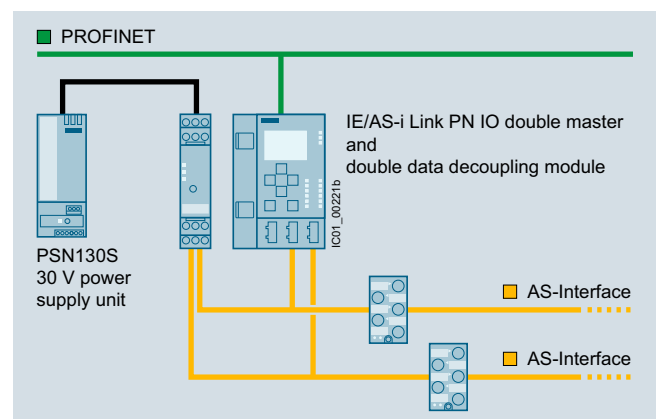 PROFINET
IE/AS-i Link PN IO double master
and
double data decoupling module
IC01_00221b
PSN130S
30 V power
supply unit
AS-Interface
AS-Interface